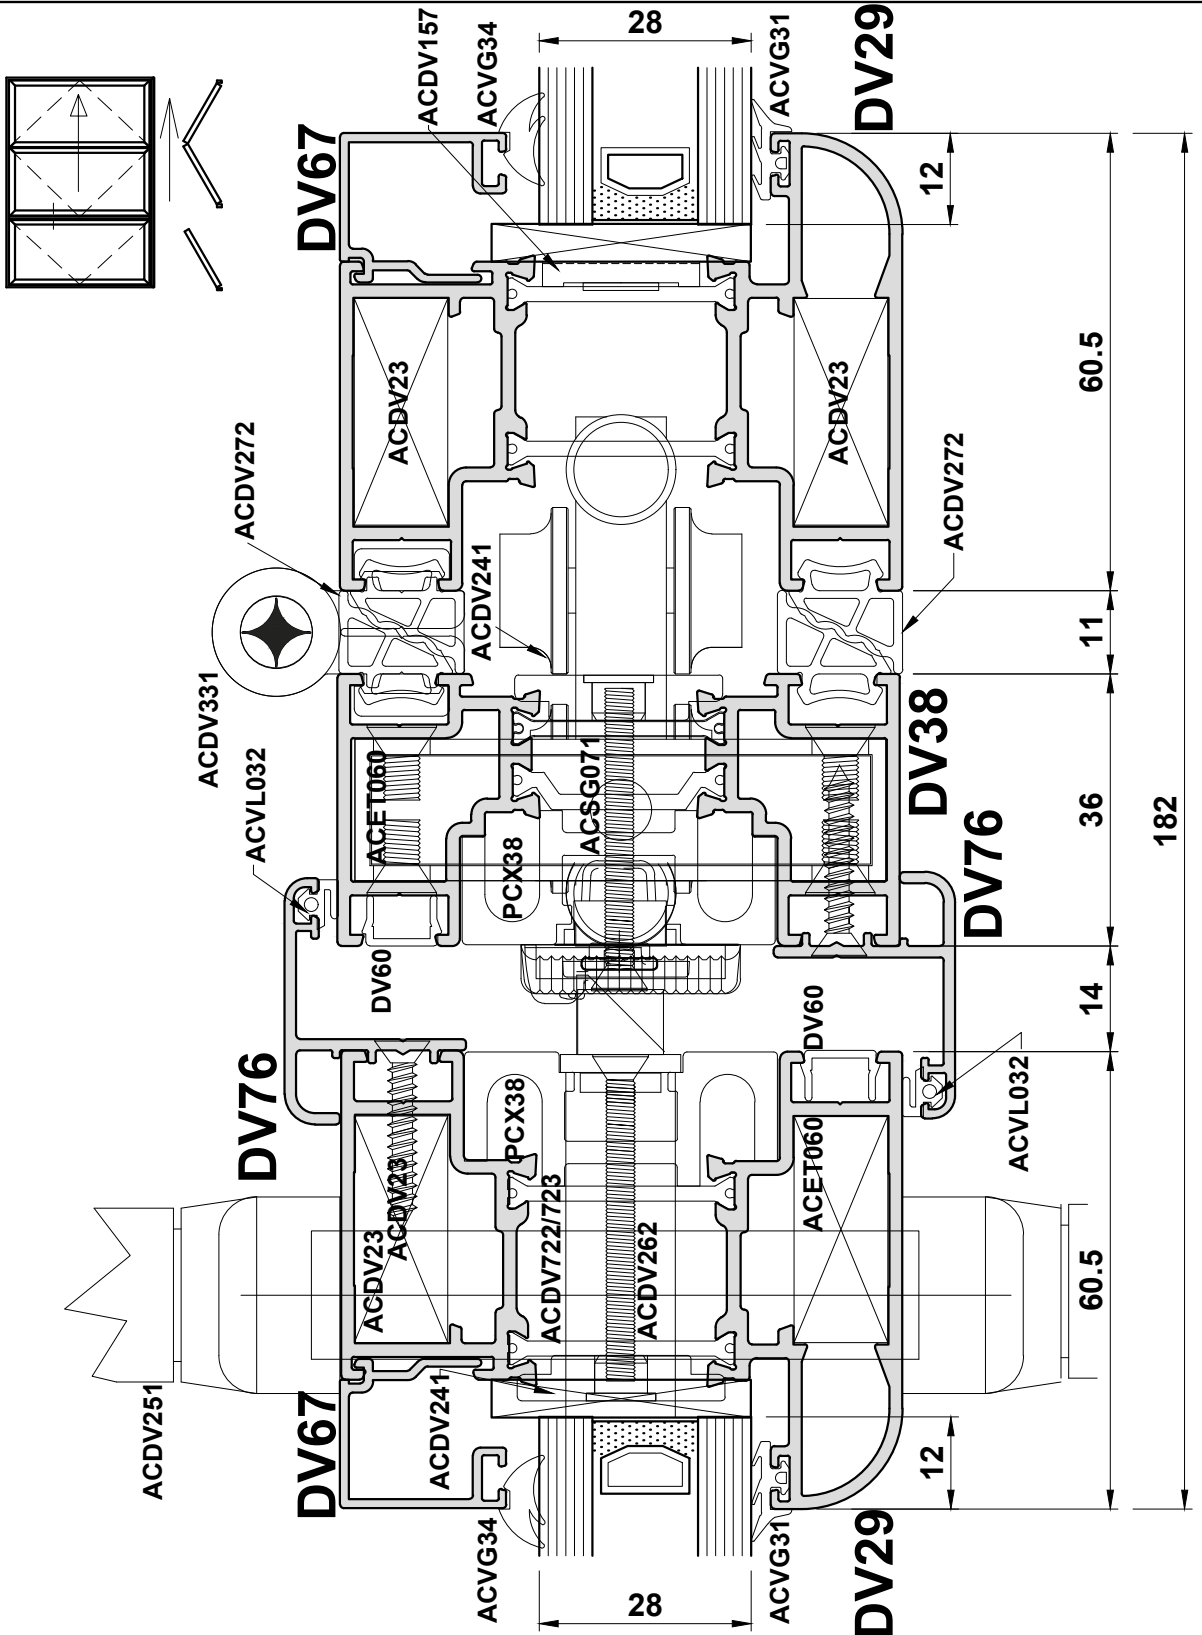 28
ACDV157
ACVG34
ACVG31
DV29
DV67
12
60.5
ACDV23
ACDV23
ACDV272
ACDV272
ACDV241
11
ACDV331
ACVL032
ACET060
ACSG071
PCX38
DV38
DV76
36
182
DV60
DV60
14
DV76
PCX38
ACVL032
ACDV23
ACDV23
ACDV722/723
ACDV262
ACET060
60.5
ACDV251
DV67
ACDV241
12
ACVG34
28
ACVG31
DV29